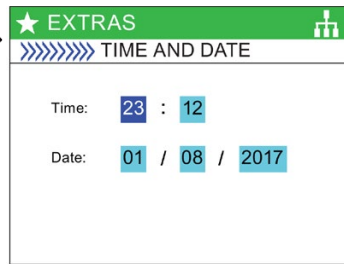 EXTRAS
TIME AND DATE
Time: 23 : 12
Date: 01 / 08 / 2017